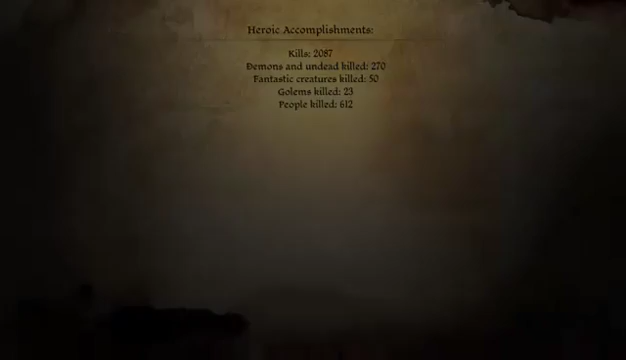 Heroic Accomplishments:
Kills: 2087
Demons and undead killed: 270
Fantastic creatures killed: 50
Golems killed: 23
People killed: 612